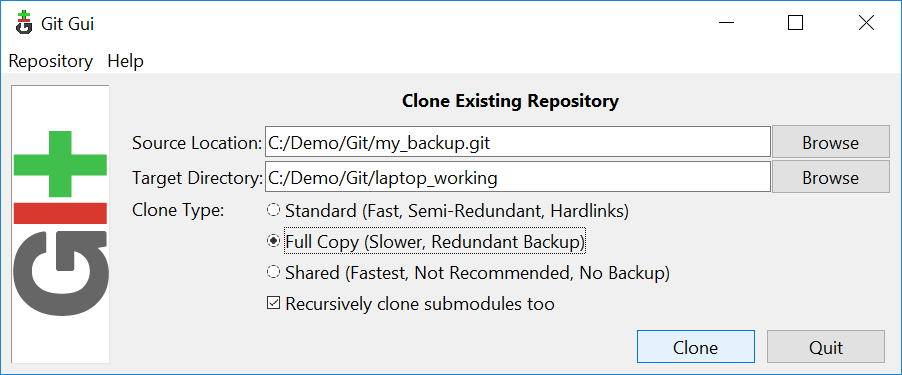 Git Gui
Repository Help
Clone Existing Repository
Source Location: C:/Demo/Git/my_backup.git Browse
Target Directory: C:/Demo/Git/laptop_working Browse
Clone Type: Standard (Fast, Semi-Redundant, Hardlinks)
Full Copy (Slower, Redundant Backup)
Shared (Fastest, Not Recommended, No Backup)
Recursively clone submodules too
Clone Quit